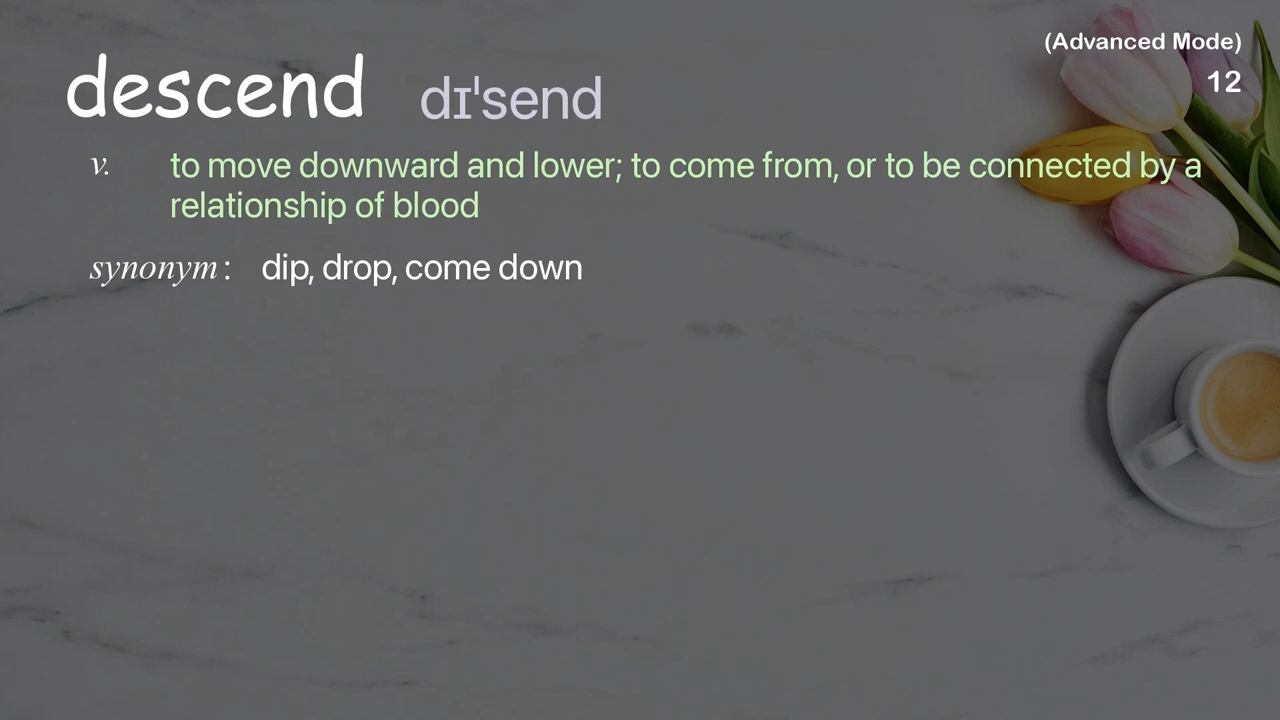 (Advanced Mode)
descend dɪ'send
12
v. to move downward and lower; to come from, or to be connected by a
relationship of blood
synonym: dip, drop, come down